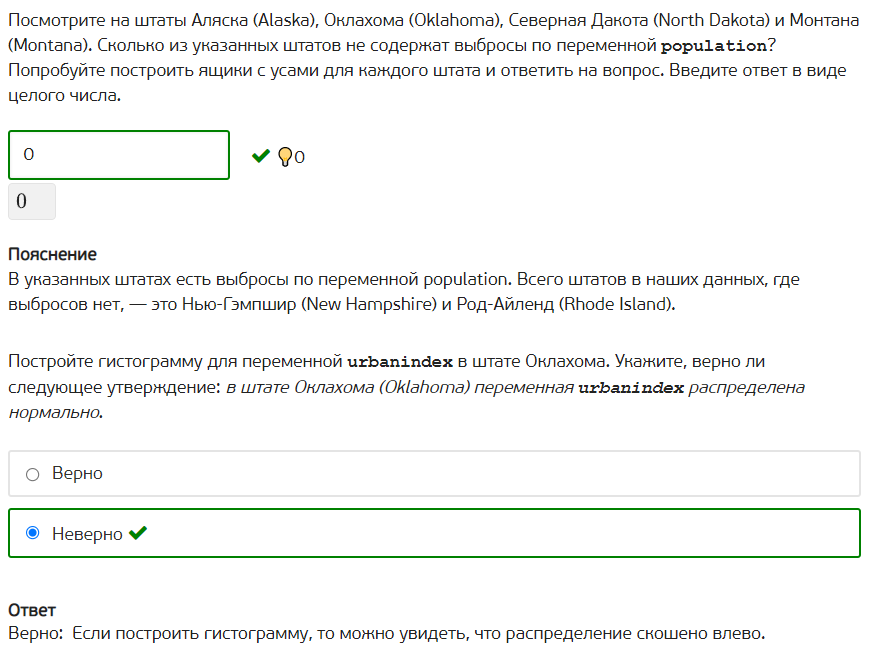 Посмотрите на штаты Аляска (Alaska), Оклахома (Oklahoma), Северная Дакота (North Dakota) и Монтана
(Montana). Сколько из указанных штатов не содержат выбросы по переменной population?
Попробуйте построить ящики с усами для каждого штата и ответить на вопрос. Введите ответ в виде
целого числа.
0
0
0
Пояснение
В указанных штатах есть выбросы по переменной population. Всего штатов в наших данных, где
выбросов нет, — это Нью-Гэмпшир (New Hampshire) и Род-Айленд (Rhode Island).
Постройте гистограмму для переменной urbanindex в штате Оклахома. Укажите, верно ли
следующее утверждение: в штате Оклахома (Oklahoma) переменная urbanindex распределена
нормально.
Верно
Неверно
Ответ
Верно: Если построить гистограмму, то можно увидеть, что распределение скошено влево.